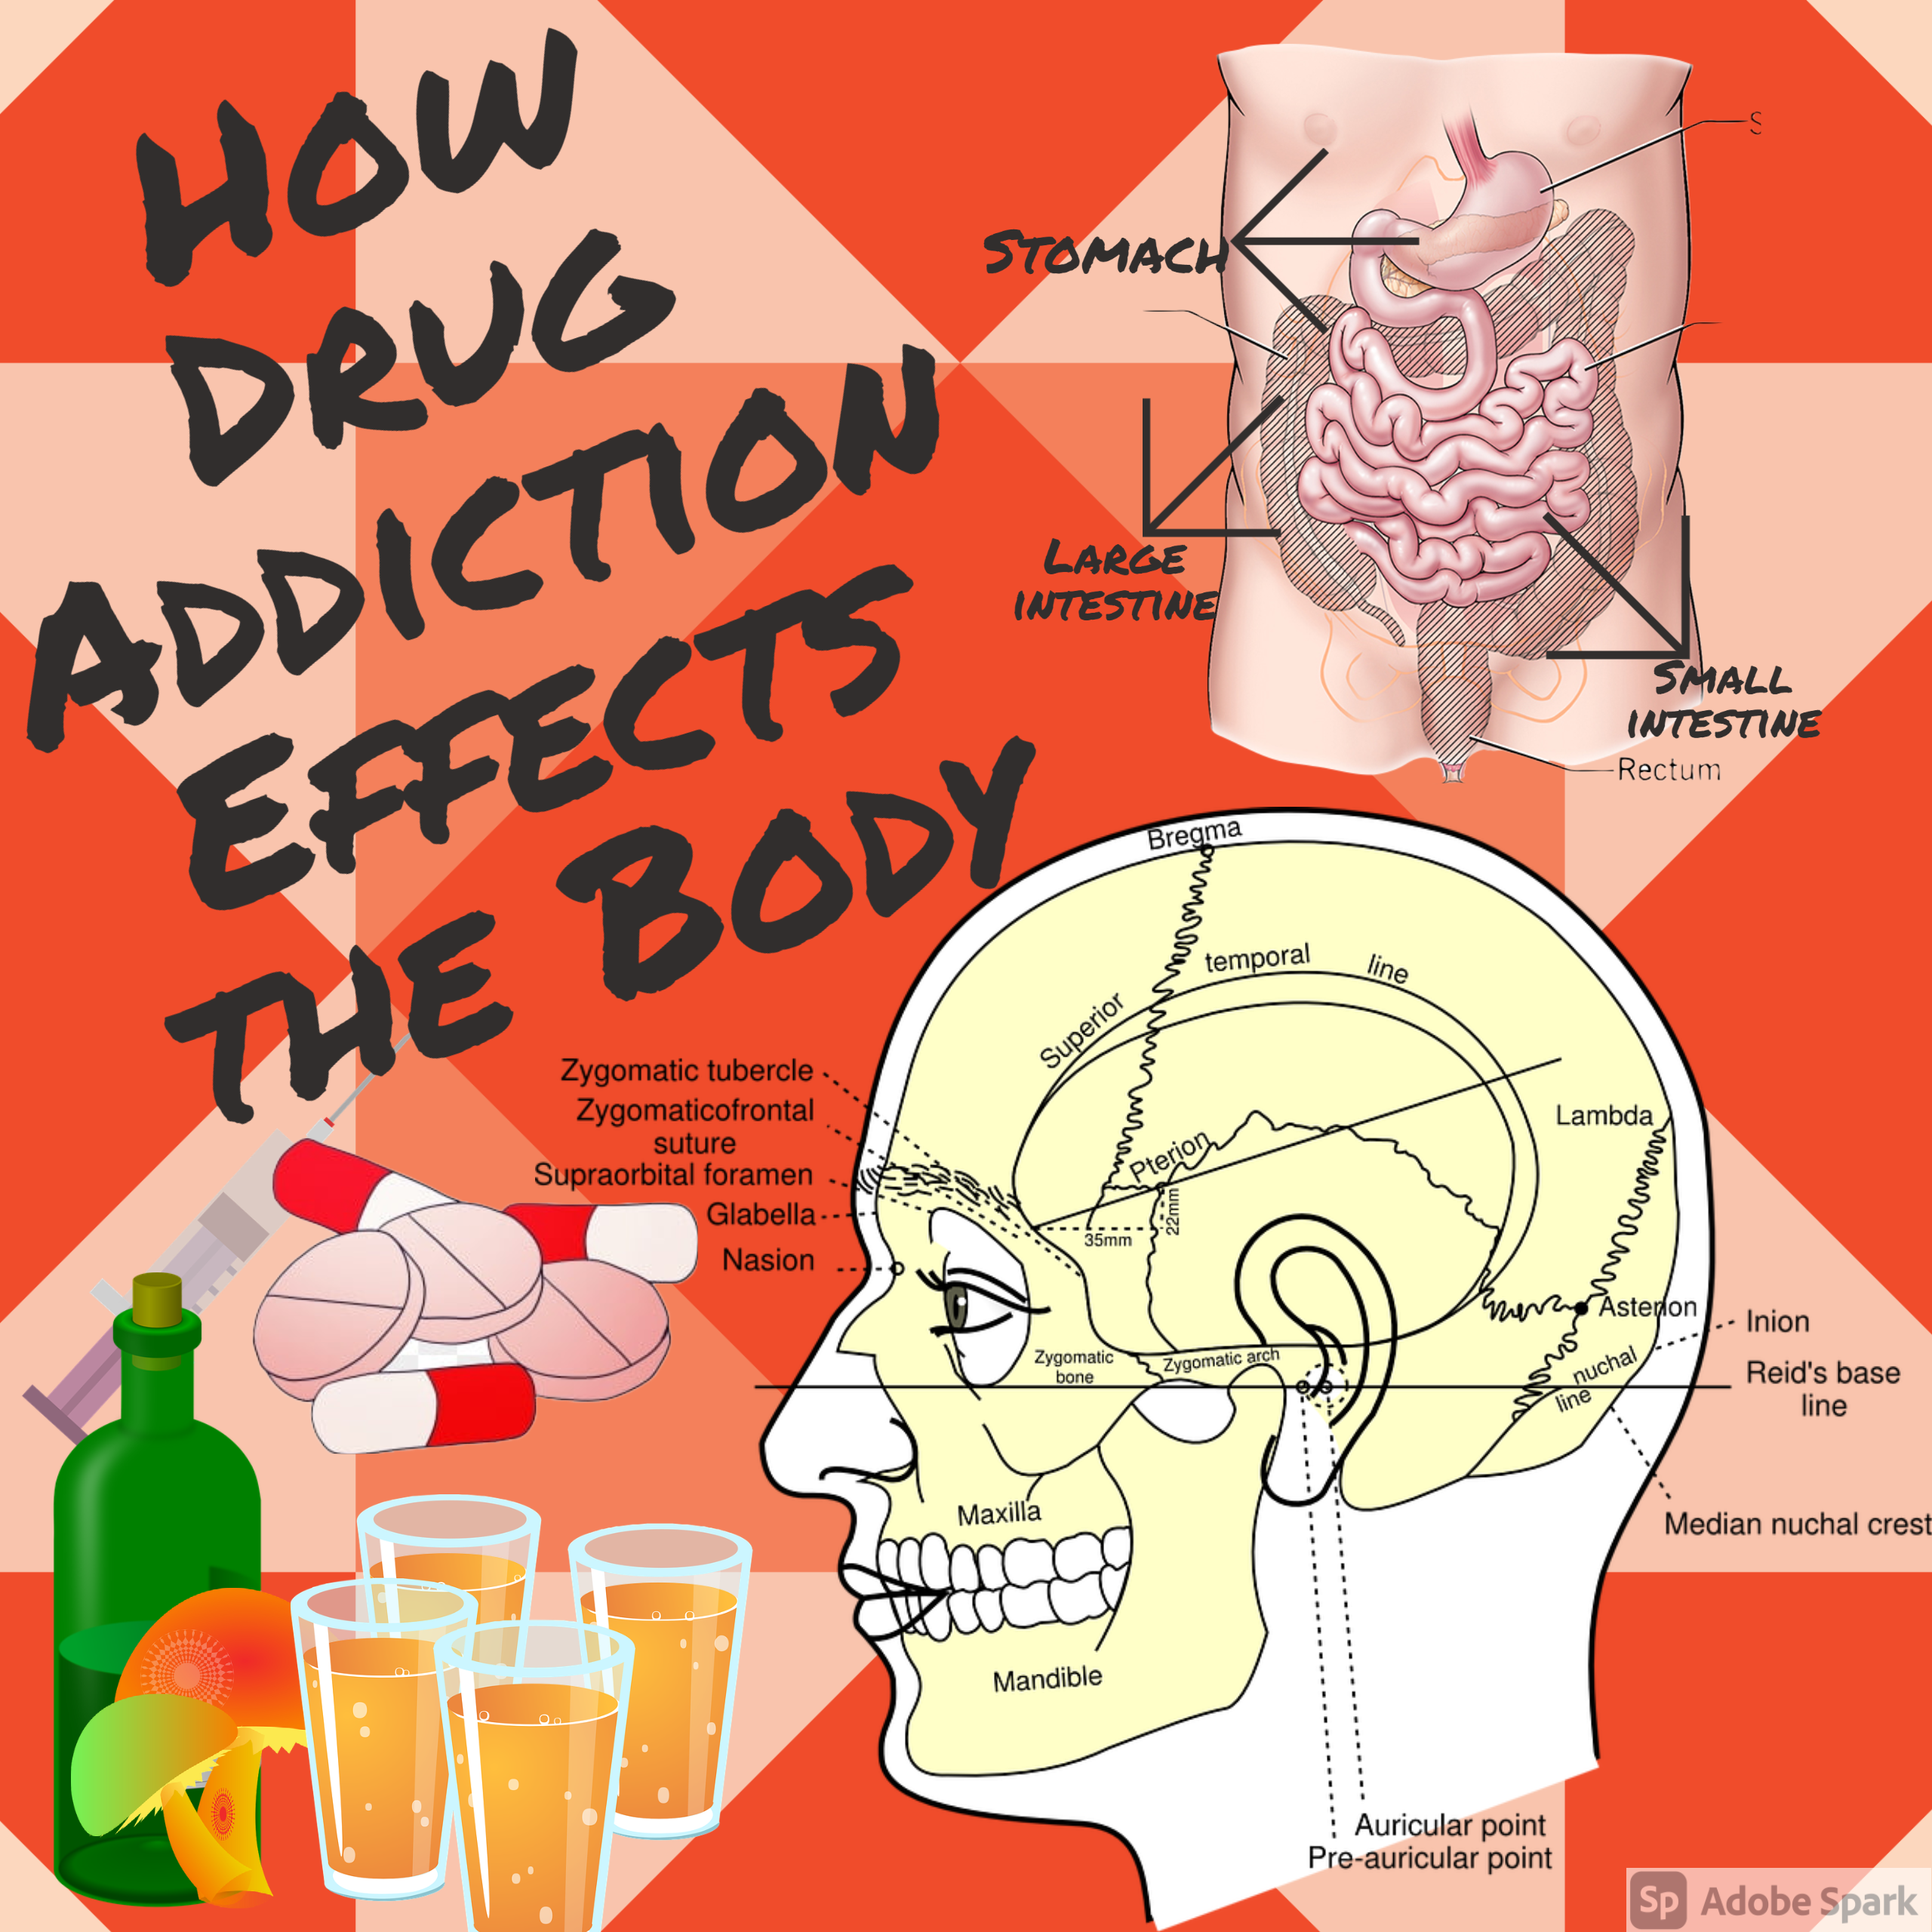 HOW
DRUG
ADDICTION
EFFECTS
THE BODY
STOMACH
LARGE
INTESTINE
SMALL
INTESTINE
Rectum
Bregma
Superior temporal line
Zygomatic tubercle
Zygomaticofrontal
suture
Supraorbital foramen
Glabella
Nasion
Pterion
35mm
22mm
Lambda
Asterion
Inion
Reid's base
line
nuchal
line
Zygomatic
bone
Zygomatic arch
Median nuchal crest
Maxilla
Mandible
Auricular point
Pre-auricular point
Sp Adobe Spark